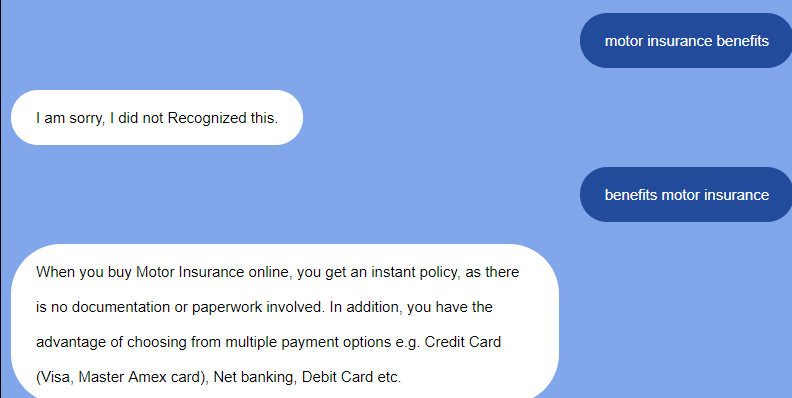 motor insurance benefits
I am sorry, I did not Recognized this.
benefits motor insurance
When you buy Motor Insurance online, you get an instant policy, as there
is no documentation or paperwork involved. In addition, you have the
advantage of choosing from multiple payment options e.g. Credit Card
(Visa, Master Amex card), Net banking, Debit Card etc.